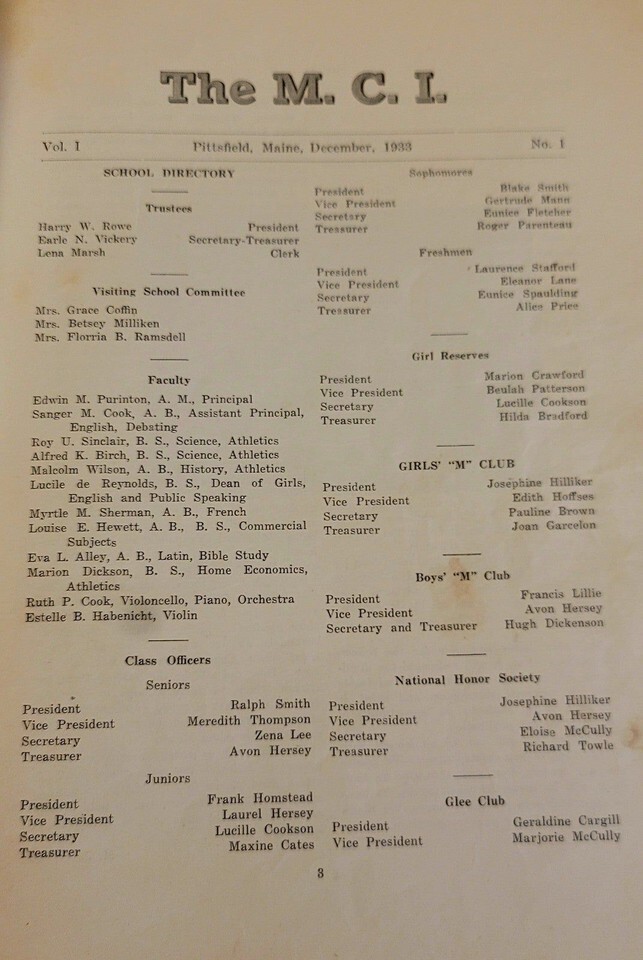 The M. C. I.
Vol. I Pittsfield, Maine, December, 1933 No. 1
SCHOOL DIRECTORY
Trustees
Harry W. Rowe President
Earle N. Vickery Secretary-Treasurer
Lena Marsh Clerk
Visiting School Committee
Mrs. Grace Coffin
Mrs. Betsey Milliken
Mrs. Florria B. Ramsdell
Faculty
Edwin M. Purinton, A. M., Principal
Sanger M. Cook, A. B., Assistant Principal,
English, Debating
Roy U. Sinclair, B. S., Science, Athletics
Alfred K. Birch, B. S., Science, Athletics
Malcolm Wilson, A. B., History, Athletics
Lucile de Reynolds, B. S., Dean of Girls,
English and Public Speaking
Myrtle M. Sherman, A. B., French
Louise E. Hewett, A. B., B. S., Commercial
Subjects
Eva L. Alley, A. B., Latin, Bible Study
Marion Dickson, B. S., Home Economics,
Athletics
Ruth P. Cook, Violoncello, Piano, Orchestra
Estelle B. Habenicht, Violin
Class Officers
Seniors
President Ralph Smith
Vice President Meredith Thompson
Secretary Zena Lee
Treasurer Avon Hersey
Juniors
President Frank Homstead
Vice President Laurel Hersey
Secretary Lucille Cookson
Treasurer Maxine Cates
Sophomores
President Blake Smith
Vice President Gertrude Mann
Secretary Eunice Fletcher
Treasurer Roger Parenteau
Freshmen
President Laurence Stafford
Vice President Eleanor Lane
Secretary Eunice Spaulding
Treasurer Alice Price
Girl Reserves
President Marion Crawford
Vice President Beulah Patterson
Secretary Lucille Cookson
Treasurer Hilda Bradford
GIRLS' "M" CLUB
President Josephine Hilliker
Vice President Edith Hoffses
Secretary Pauline Brown
Treasurer Joan Garcelon
Boys' "M" Club
President Francis Lillie
Vice President Avon Hersey
Secretary and Treasurer Hugh Dickenson
National Honor Society
President Josephine Hilliker
Vice President Avon Hersey
Secretary Eloise McCully
Treasurer Richard Towle
Glee Club
President Geraldine Cargill
Vice President Marjorie McCully
3